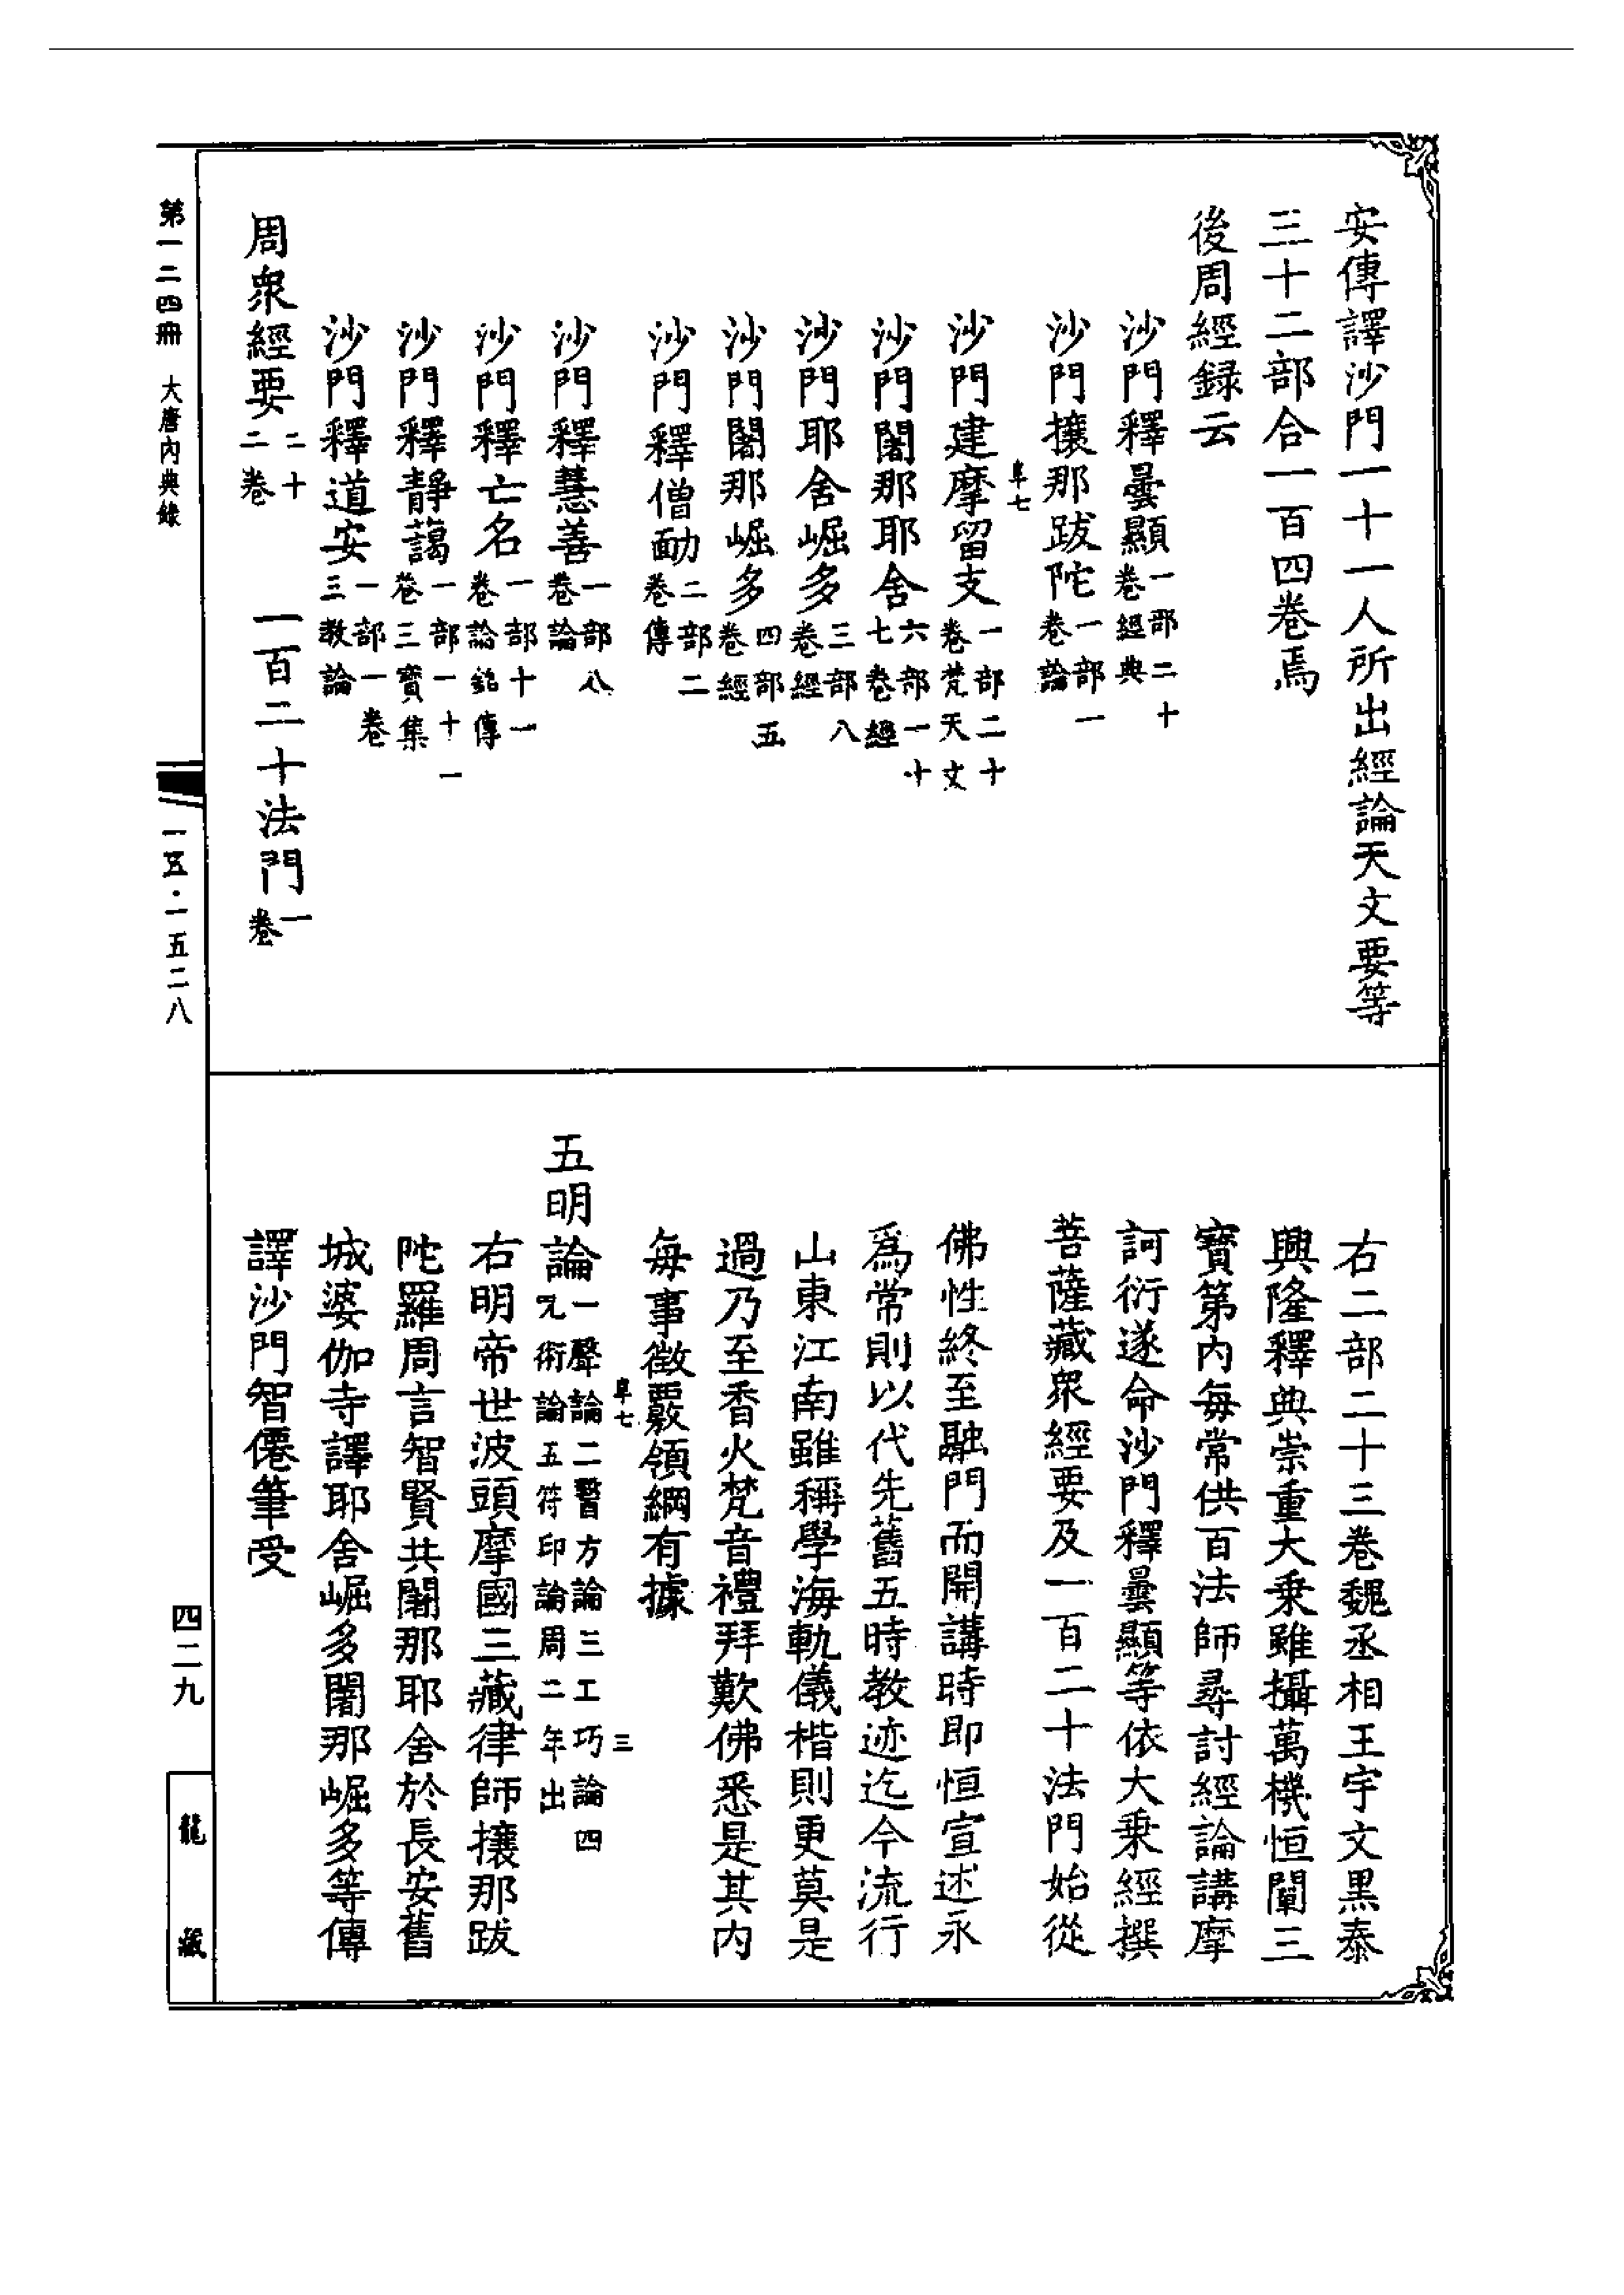 安傳譯沙門一十一人所出經論天文要等
三十二部合一百四卷焉
後周經録云
沙門釋曇顯一部二十卷經典
沙門攘那跋陀一部一卷論
阜七
沙門建摩留支一部二十卷梵天文
沙門闍那耶舍六部一十七卷經
沙門耶舍崛多三部八卷經
沙門闍那崛多四部五卷經
沙門釋僧勔二部二卷傳
沙門釋慧善一部八卷論
沙門釋亡名一部十一卷論銘傳
沙門釋靜藹一部一十一卷三寶集
沙門釋道安一部一卷三教論
周衆經要二十二卷 一百二十法門一卷
右二部二十三卷魏丞相王宇文黒泰
興隆釋典崇重大乘雖攝萬機恒闡三
寶第内每常供百法師尋討經論講摩
訶衍遂命沙門釋曇顯等依大乘經撰
菩薩藏衆經要及一百二十法門始從
佛性終至融門而開講時即恒宣述永
爲常則以代先舊五時教迹迄今流行
山東江南雖稱學海軌儀楷則更莫是
過乃至香火梵音禮拜歎佛悉是其内
每事徵覈領綱有據
阜七 三
五明論一聲論二醫方論三工巧論四咒術論五符印論周二年出
右明帝世波頭摩國三藏律師攘那跋
陀羅周言智賢共闍那耶舍於長安舊
城婆伽寺譯耶舍崛多闍那崛多等傳
譯沙門智僊筆受
第一二四冊 大唐內典錄
一五·一五二八
四二九
龍藏